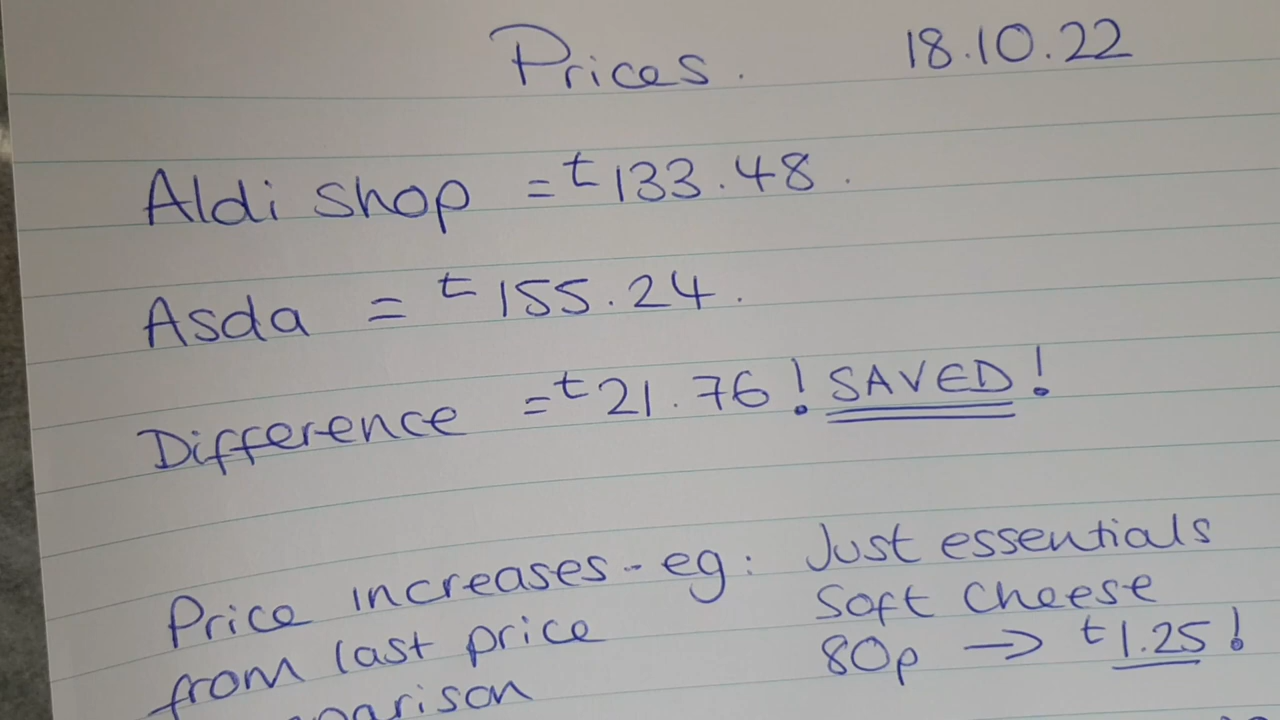 Prices. 18.10.22
Aldi shop = £133.48.
Asda = £155.24.
Difference = £21.76! SAVED!
Price increases - eg: Just essentials
from last price Soft Cheese
80p → £1.25!